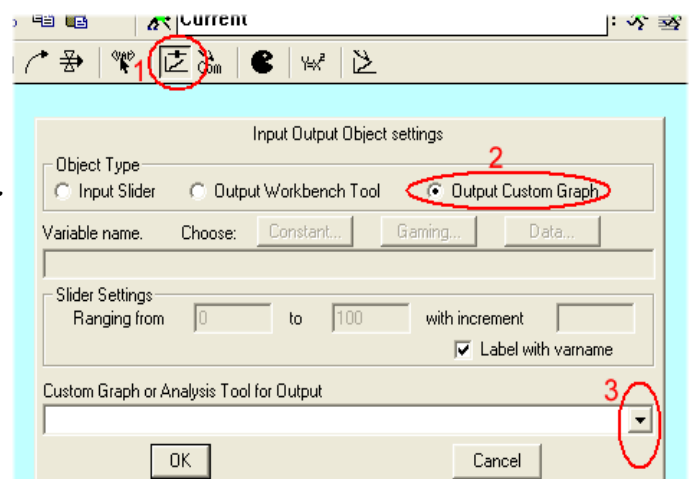 Current
1 Com Y=x²
Input Output Object settings
2
Object Type
Input Slider Output Workbench Tool Output Custom Graph
Variable name. Choose: Constant... Gaming... Data...
Slider Settings
Ranging from 0 to 100 with increment
Label with varname
Custom Graph or Analysis Tool for Output
3
OK Cancel